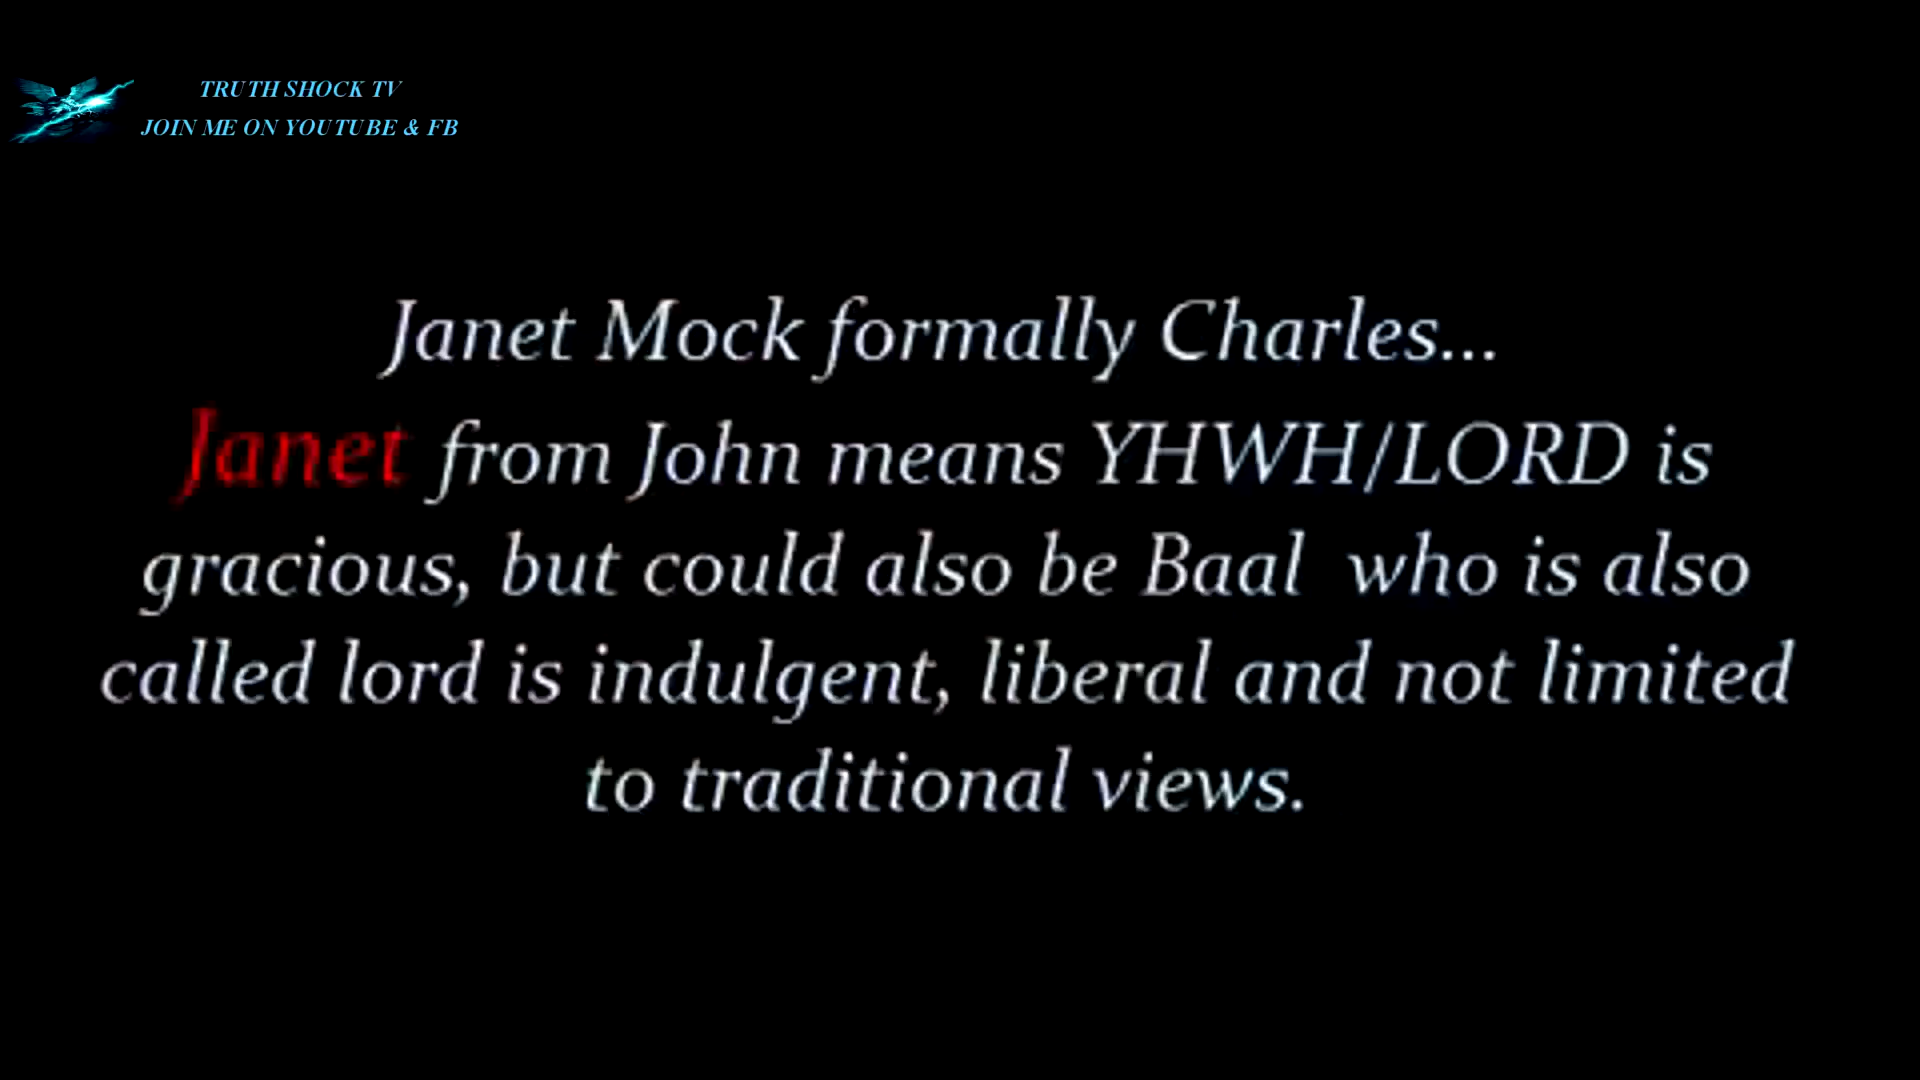 TRUTH SHOCK TV
JOIN ME ON YOUTUBE & FB
Janet Mock formally Charles...
Janet from John means YHWH/LORD is
gracious, but could also be Baal who is also
called lord is indulgent, liberal and not limited
to traditional views.